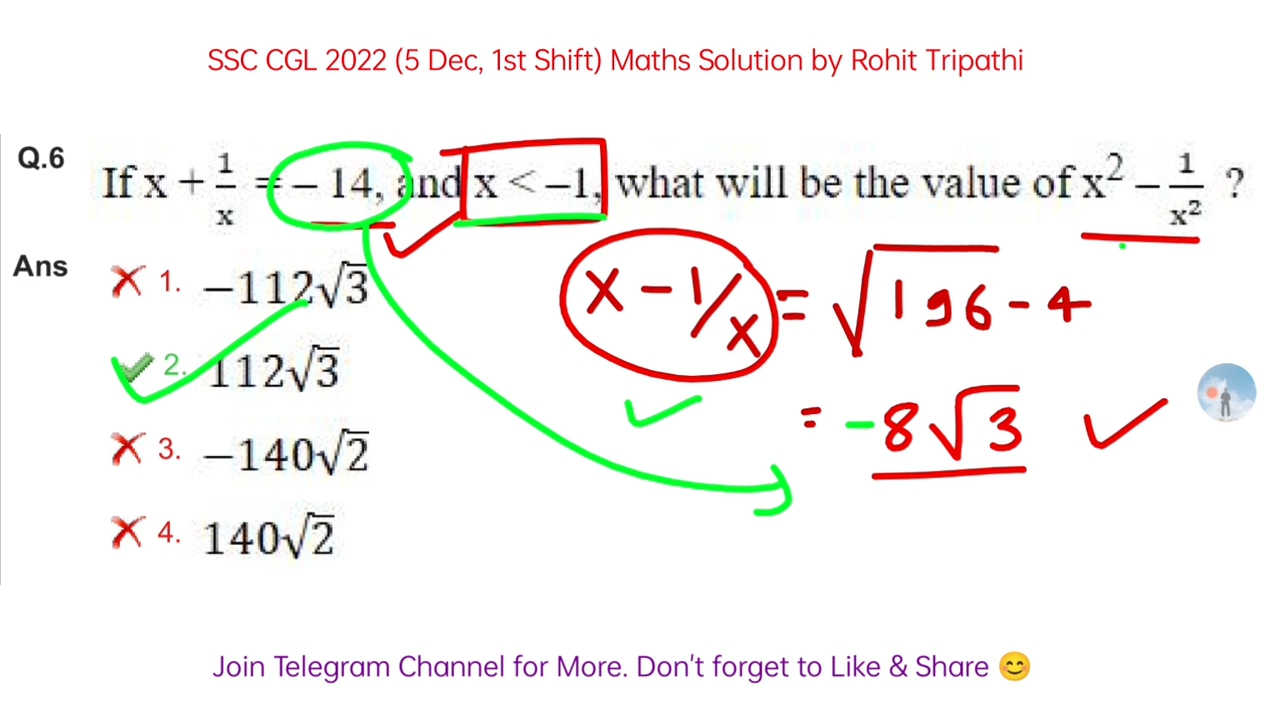 SSC CGL 2022 (5 Dec, 1st Shift) Maths Solution by Rohit Tripathi
Q.6 If x + 1/x = – 14, and x < –1, what will be the value of x² – 1/x² ?
Ans
1. –112√3
2. 112√3
3. –140√2
4. 140√2
x – 1/x = √196 - 4
= -8√3
Join Telegram Channel for More. Don't forget to Like & Share 😊